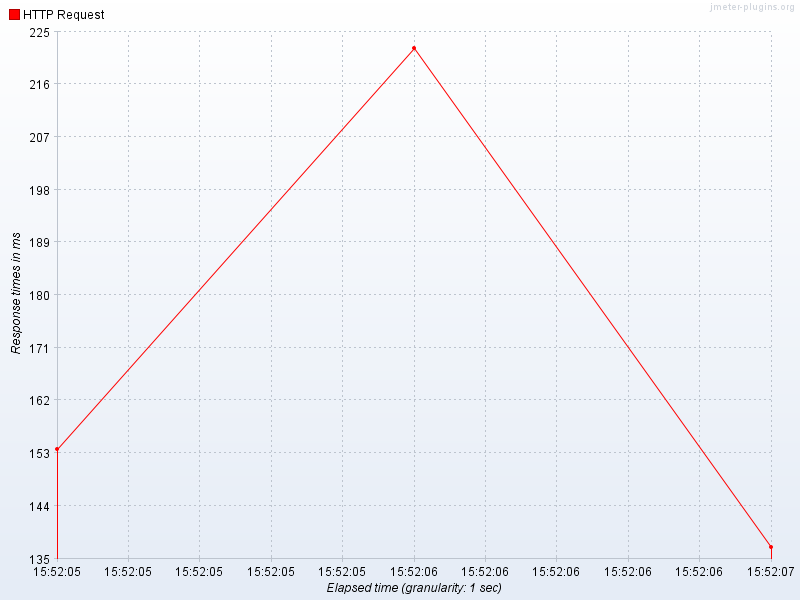 jmeter-plugins.org
HTTP Request
225
216
207
198
189
180
171
162
153
144
135
Response times in ms
15:52:05 15:52:05 15:52:05 15:52:05 15:52:05 15:52:06 15:52:06 15:52:06 15:52:06 15:52:06 15:52:07
Elapsed time (granularity: 1 sec)